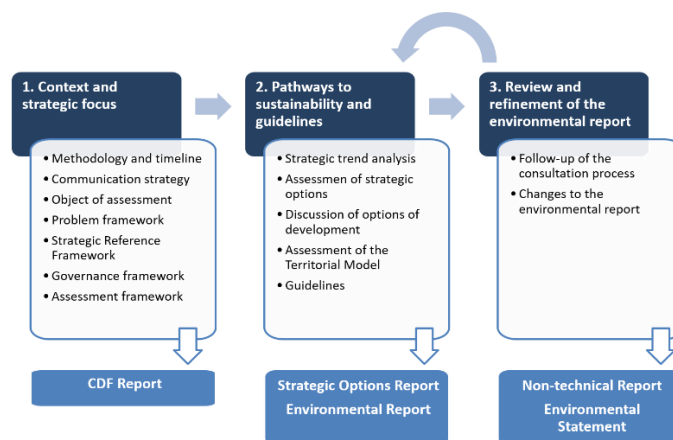 1. Context and
strategic focus
• Methodology and timeline
• Communication strategy
• Object of assessment
• Problem framework
• Strategic Reference
Framework
• Governance framework
• Assessment framework
CDF Report
2. Pathways to
sustainability and
guidelines
• Strategic trend analysis
• Assessmen of strategic
options
• Discussion of options of
development
• Assessment of the
Territorial Model
• Guidelines
Strategic Options Report
Environmental Report
3. Review and
refinement of the
environmental report
• Follow-up of the
consultation process
• Changes to the
environmental report
Non-technical Report
Environmental
Statement